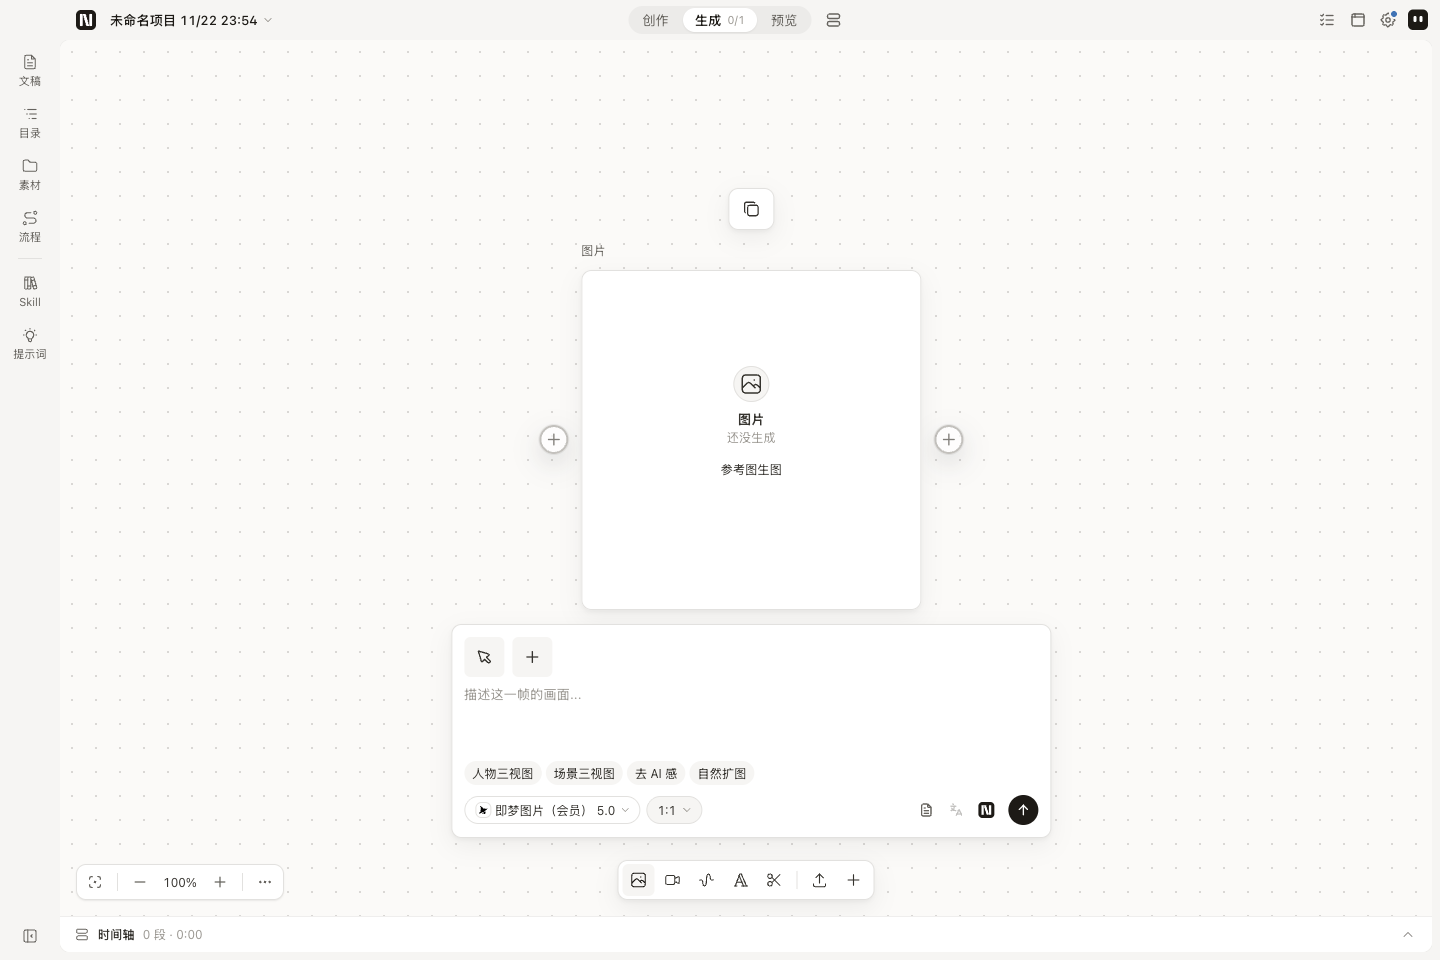 未命名项目 11/22 23:54
创作
生成 0/1
预览
文稿
目录
素材
流程
Skill
提示词
图片
图片
还没生成
参考图生图
描述这一帧的画面...
人物三视图
场景三视图
去 AI 感
自然扩图
即梦图片（会员） 5.0
1:1
100%
时间轴 0 段 · 0:00